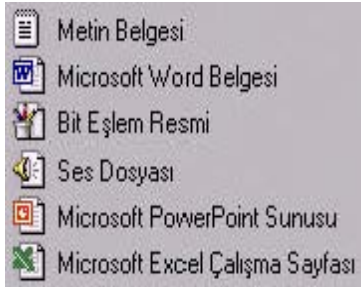 Metin Belgesi
Microsoft Word Belgesi
Bit Eşlem Resmi
Ses Dosyası
Microsoft PowerPoint Sunusu
Microsoft Excel Çalışma Sayfası